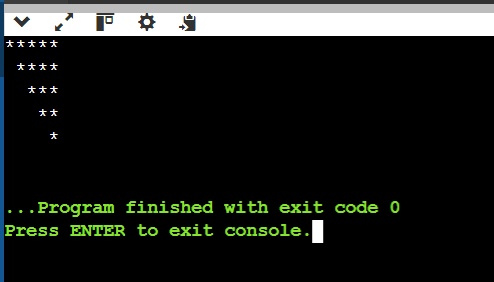 *****
 ****
  ***
   **
    *
...Program finished with exit code 0
Press ENTER to exit console.